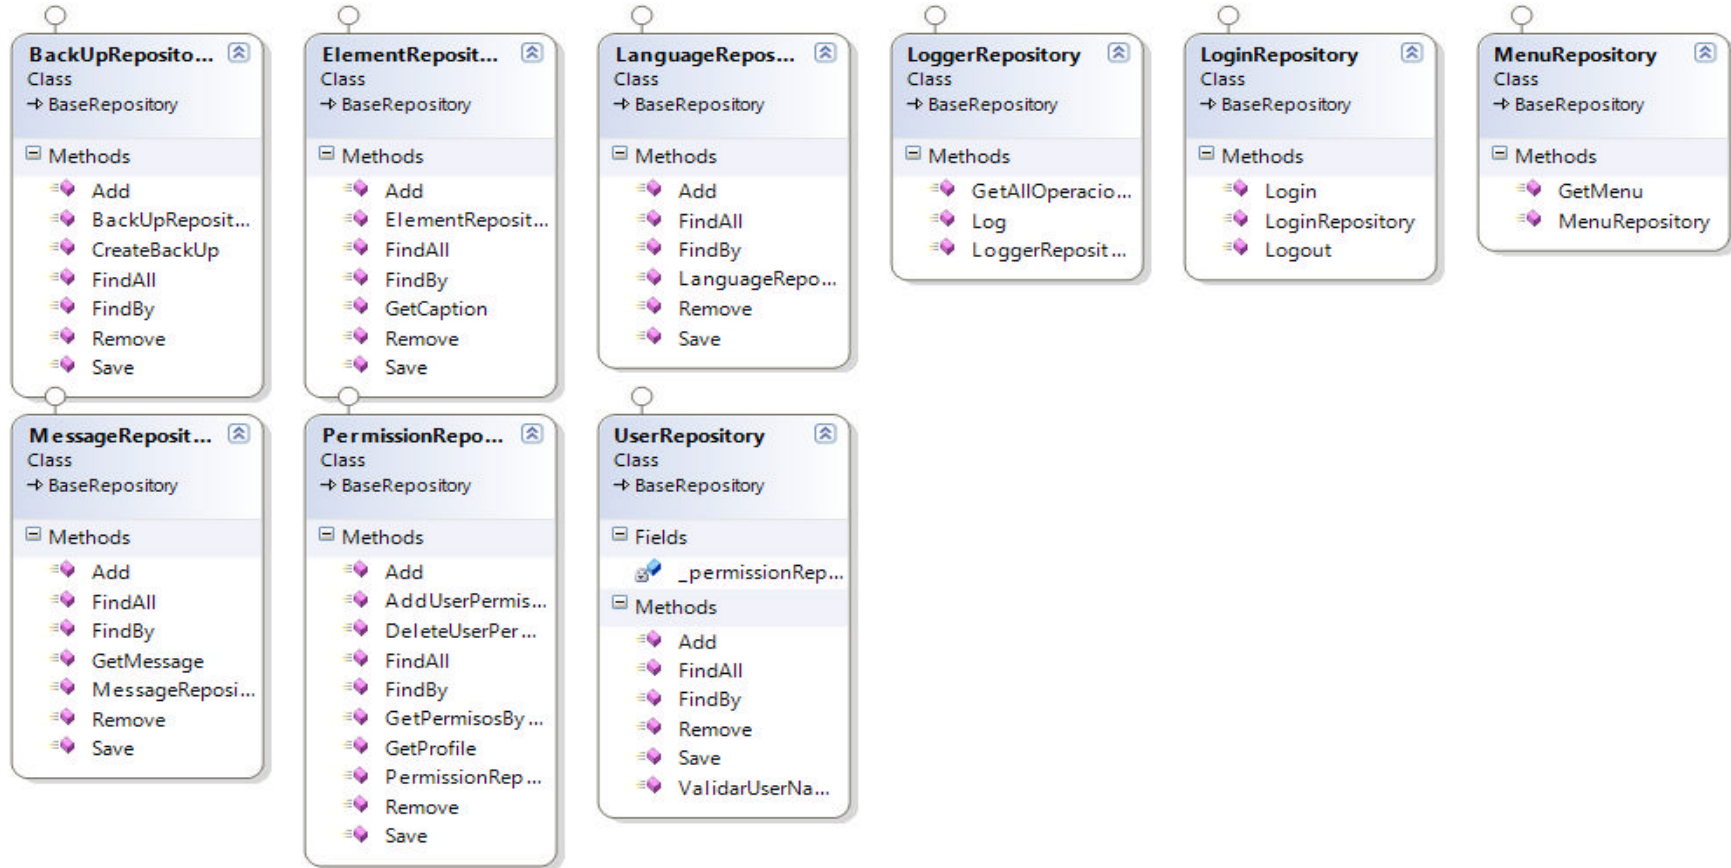 BackUpReposito...
Class
BaseRepository
Methods
Add
BackUpReposit...
CreateBackUp
FindAll
FindBy
Remove
Save
ElementReposit...
Class
BaseRepository
Methods
Add
ElementReposit...
FindAll
FindBy
GetCaption
Remove
Save
LanguageRepos...
Class
BaseRepository
Methods
Add
FindAll
FindBy
LanguageRepo...
Remove
Save
LoggerRepository
Class
BaseRepository
Methods
GetAllOperacio...
Log
LoggerReposit...
LoginRepository
Class
BaseRepository
Methods
Login
LoginRepository
Logout
MenuRepository
Class
BaseRepository
Methods
GetMenu
MenuRepository
MessageReposit...
Class
BaseRepository
Methods
Add
FindAll
FindBy
GetMessage
MessageReposi...
Remove
Save
PermissionRepo...
Class
BaseRepository
Methods
Add
AddUserPermis...
DeleteUserPer...
FindAll
FindBy
GetPermisosBy...
GetProfile
PermissionRep...
Remove
Save
UserRepository
Class
BaseRepository
Fields
_permissionRep...
Methods
Add
FindAll
FindBy
Remove
Save
ValidarUserNa...